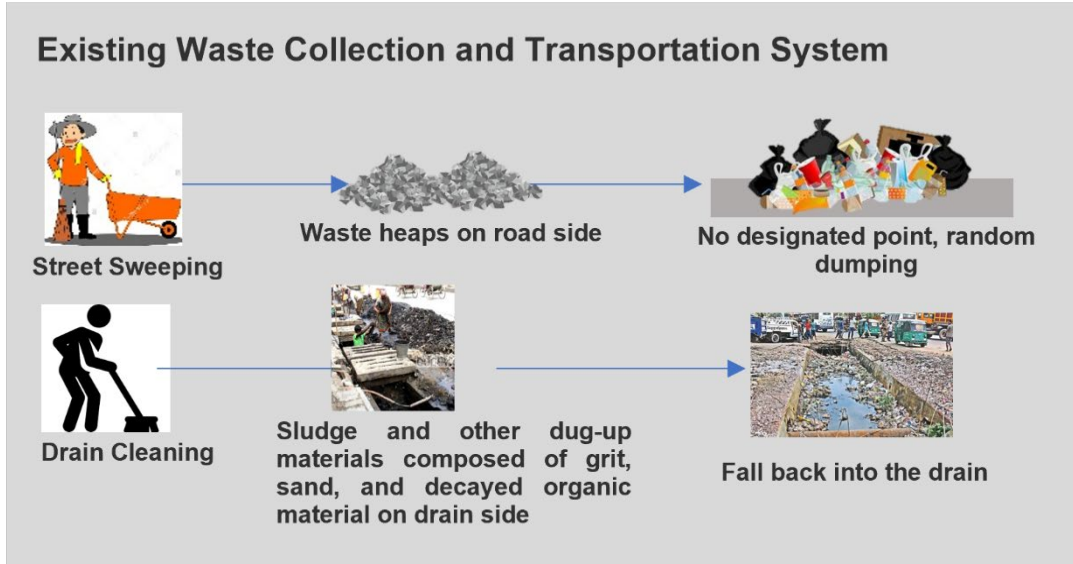 Existing Waste Collection and Transportation System
Street Sweeping
Waste heaps on road side
No designated point, random
dumping
Drain Cleaning
Sludge and other dug-up
materials composed of grit,
sand, and decayed organic
material on drain side
Fall back into the drain